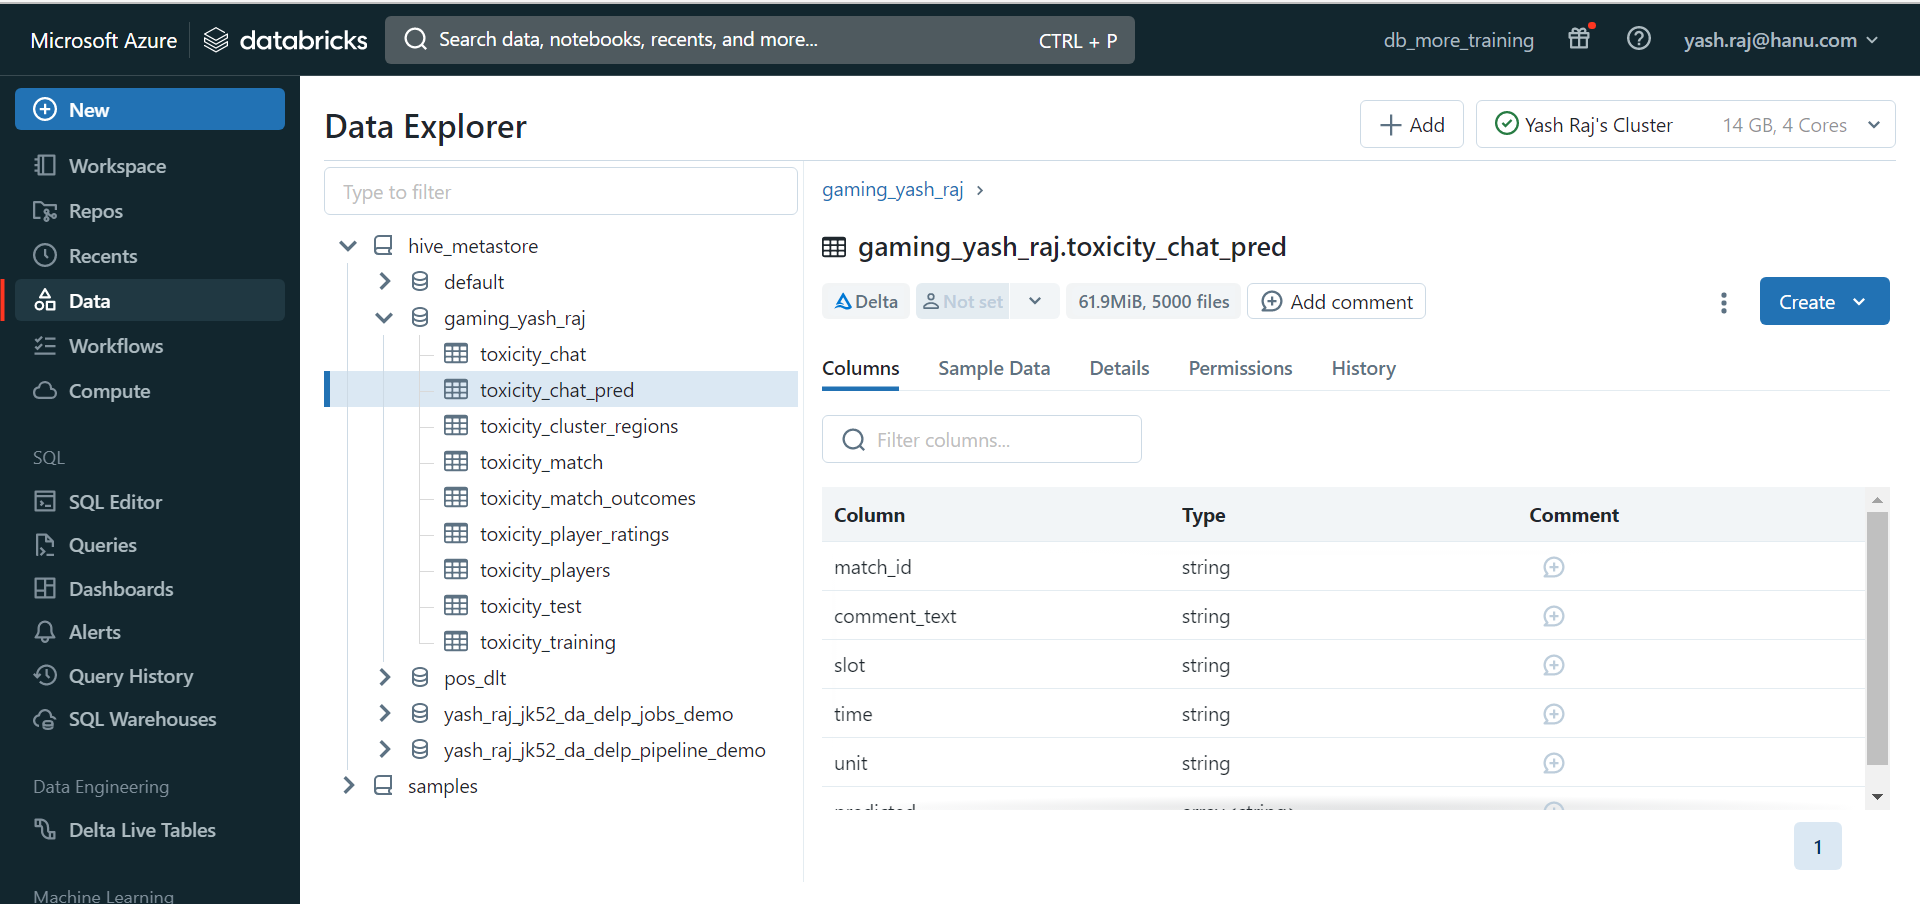 Microsoft Azure databricks Search data, notebooks, recents, and more... CTRL + P db_more_training yash.raj@hanu.com
New
Workspace
Repos
Recents
Data
Workflows
Compute
SQL
SQL Editor
Queries
Dashboards
Alerts
Query History
SQL Warehouses
Data Engineering
Delta Live Tables
Machine Learning
Data Explorer
Add
Yash Raj's Cluster 14 GB, 4 Cores
Type to filter
hive_metastore
default
gaming_yash_raj
toxicity_chat
toxicity_chat_pred
toxicity_cluster_regions
toxicity_match
toxicity_match_outcomes
toxicity_player_ratings
toxicity_players
toxicity_test
toxicity_training
pos_dlt
yash_raj_jk52_da_delp_jobs_demo
yash_raj_jk52_da_delp_pipeline_demo
samples
gaming_yash_raj
gaming_yash_raj.toxicity_chat_pred
Delta Not set 61.9MiB, 5000 files Add comment
Create
Columns Sample Data Details Permissions History
Filter columns...
Column Type Comment
match_id string
comment_text string
slot string
time string
unit string
predicted array<string>
1